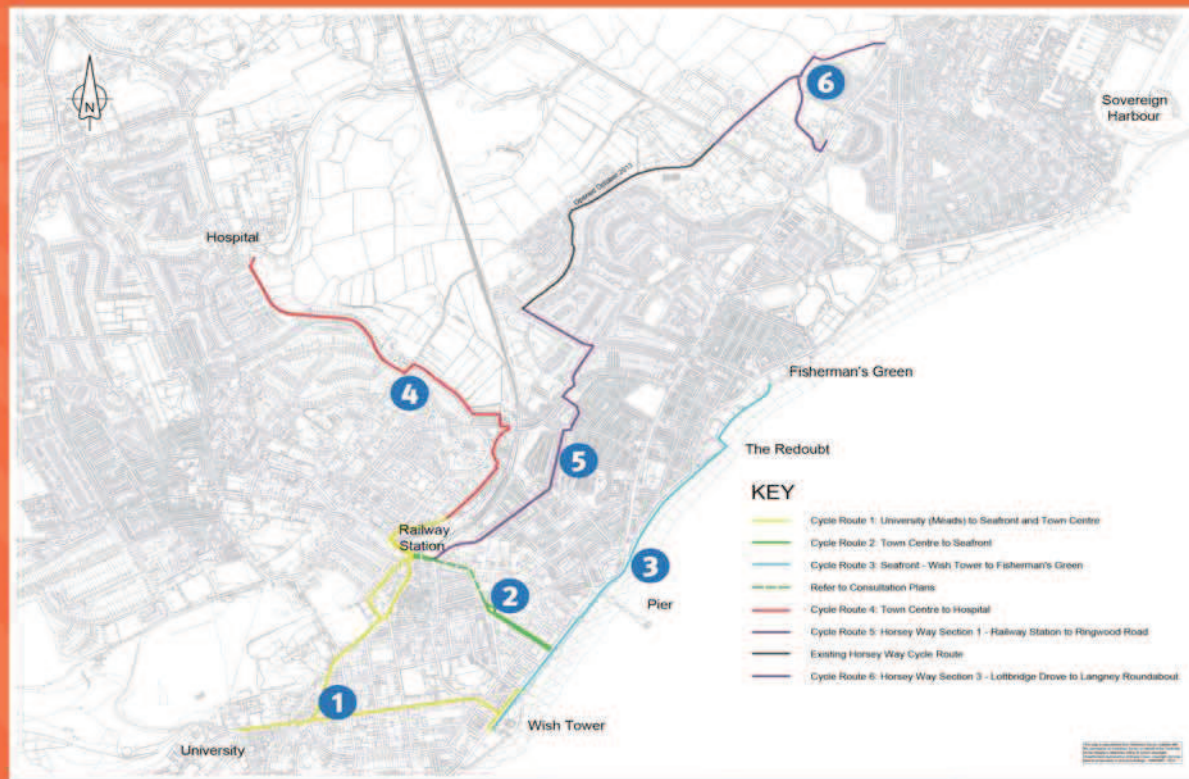 N
6
Sovereign
Harbour
Opened October 2013
Hospital
4
Fisherman's Green
5
The Redoubt
KEY
Railway
Station
Cycle Route 1: University (Meads) to Seafront and Town Centre
Cycle Route 2: Town Centre to Seafront
3
Cycle Route 3: Seafront - Wish Tower to Fisherman's Green
Refer to Consultation Plans
2
Pier
Cycle Route 4: Town Centre to Hospital
Cycle Route 5: Horsey Way Section 1 - Railway Station to Ringwood Road
Existing Horsey Way Cycle Route
Cycle Route 6: Horsey Way Section 3 - Lottbridge Drove to Langney Roundabout
1
Wish Tower
University